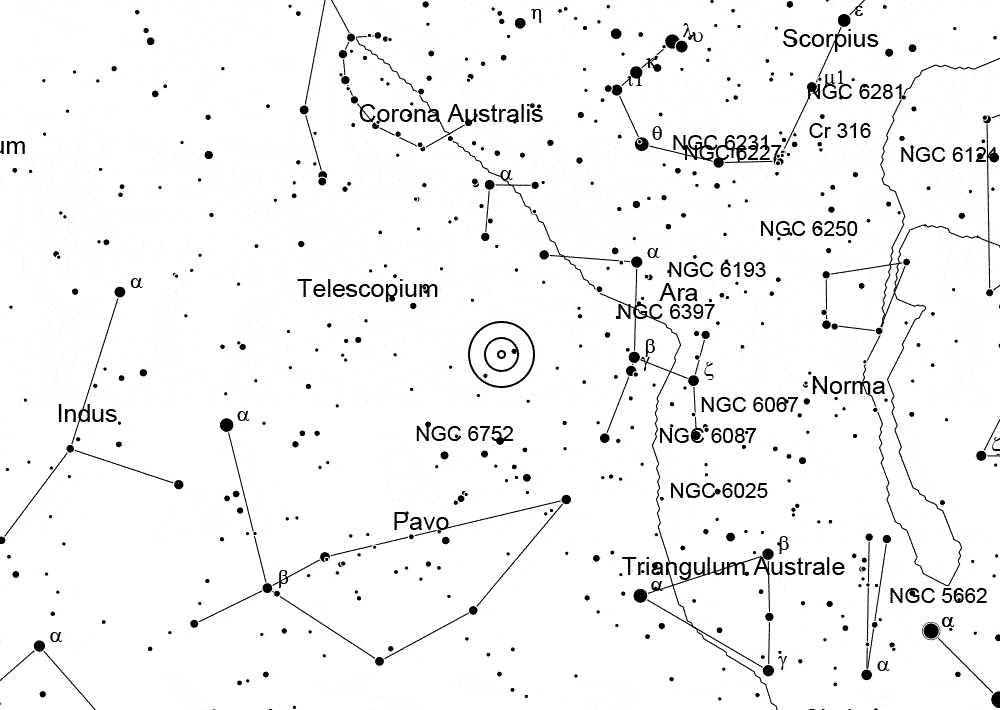 η
ε
λυ
Scorpius
κ
ι1
μ1
NGC 6281
Corona Australis
θ
Cr 316
NGC 6231
um
NGC 6227
NGC 6124
α
NGC 6250
α
NGC 6193
α
Telescopium
Ara
NGC 6397
β
γ
ζ
Norma
NGC 6067
Indus
α
NGC 6752
NGC 6087
ζ
NGC 6025
Pavo
β
Triangulum Australe
β
α
NGC 5662
α
α
γ
α